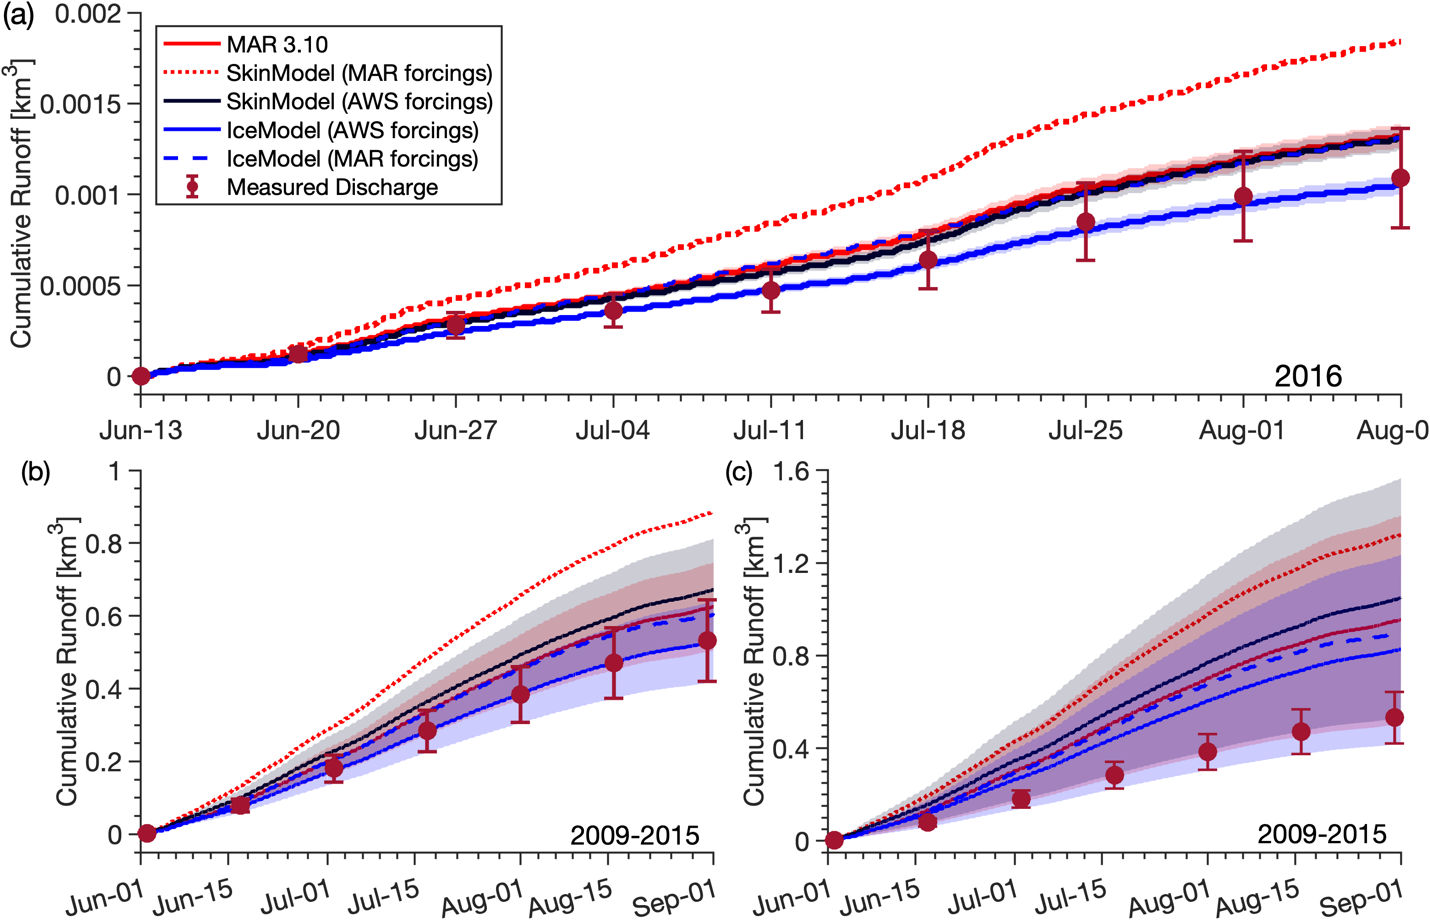 (a)
Cumulative Runoff [km³]
0.002
0.0015
0.001
0.0005
0
MAR 3.10
SkinModel (MAR forcings)
SkinModel (AWS forcings)
IceModel (AWS forcings)
IceModel (MAR forcings)
Measured Discharge
2016
Jun-13 Jun-20 Jun-27 Jul-04 Jul-11 Jul-18 Jul-25 Aug-01 Aug-0
(b)
Cumulative Runoff [km³]
1
0.8
0.6
0.4
0.2
0
2009-2015
Jun-01 Jun-15 Jul-01 Jul-15 Aug-01 Aug-15 Sep-01
(c)
Cumulative Runoff [km³]
1.6
1.2
0.8
0.4
0
2009-2015
Jun-01 Jun-15 Jul-01 Jul-15 Aug-01 Aug-15 Sep-01